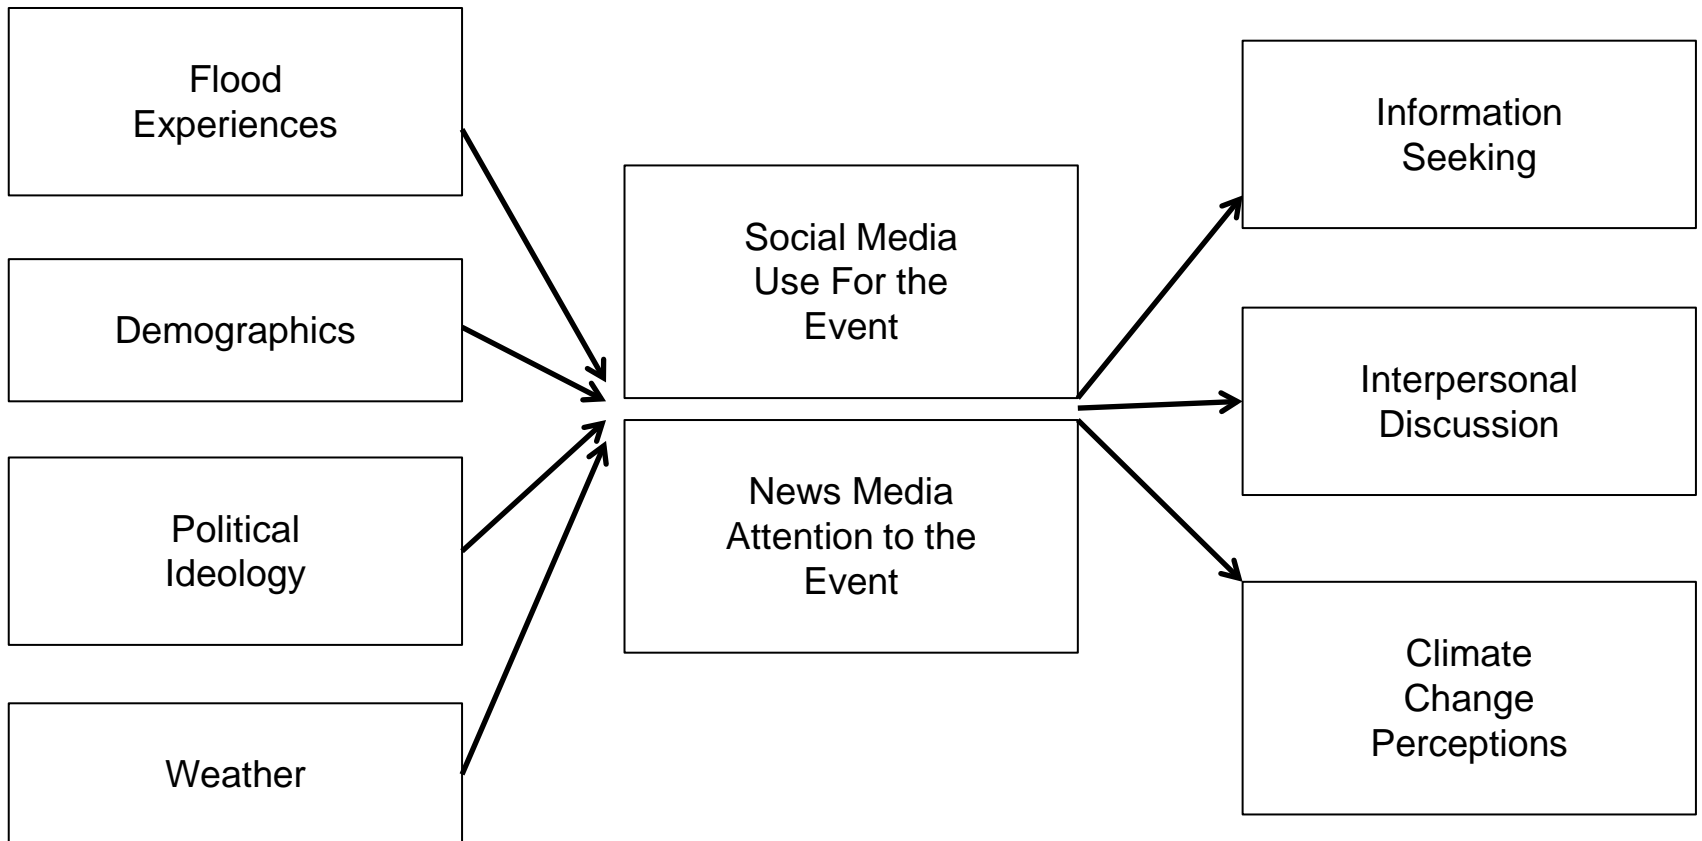 Flood
Experiences
Demographics
Political
Ideology
Weather
Social Media
Use For the
Event
News Media
Attention to the
Event
Information
Seeking
Interpersonal
Discussion
Climate
Change
Perceptions